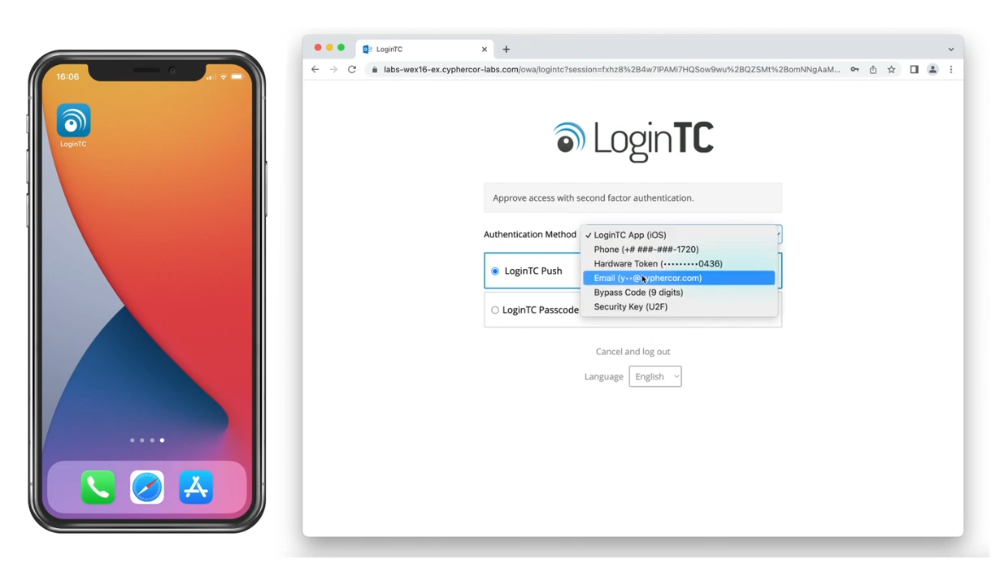 16:06
LoginTC
LoginTC
labs-wex16-ex.cyphercor-labs.com/owa/logintc?session=fxhz8%2B4w7lPAMi7HQSow9wu%2BQZSMt%2BomNNgAaM...
LoginTC
Approve access with second factor authentication.
Authentication Method
✓ LoginTC App (iOS)
Phone (+# ###-###-1720)
Hardware Token (•••••••••0436)
Email (y••@cyphercor.com)
Bypass Code (9 digits)
Security Key (U2F)
LoginTC Push
LoginTC Passcode
Cancel and log out
Language English